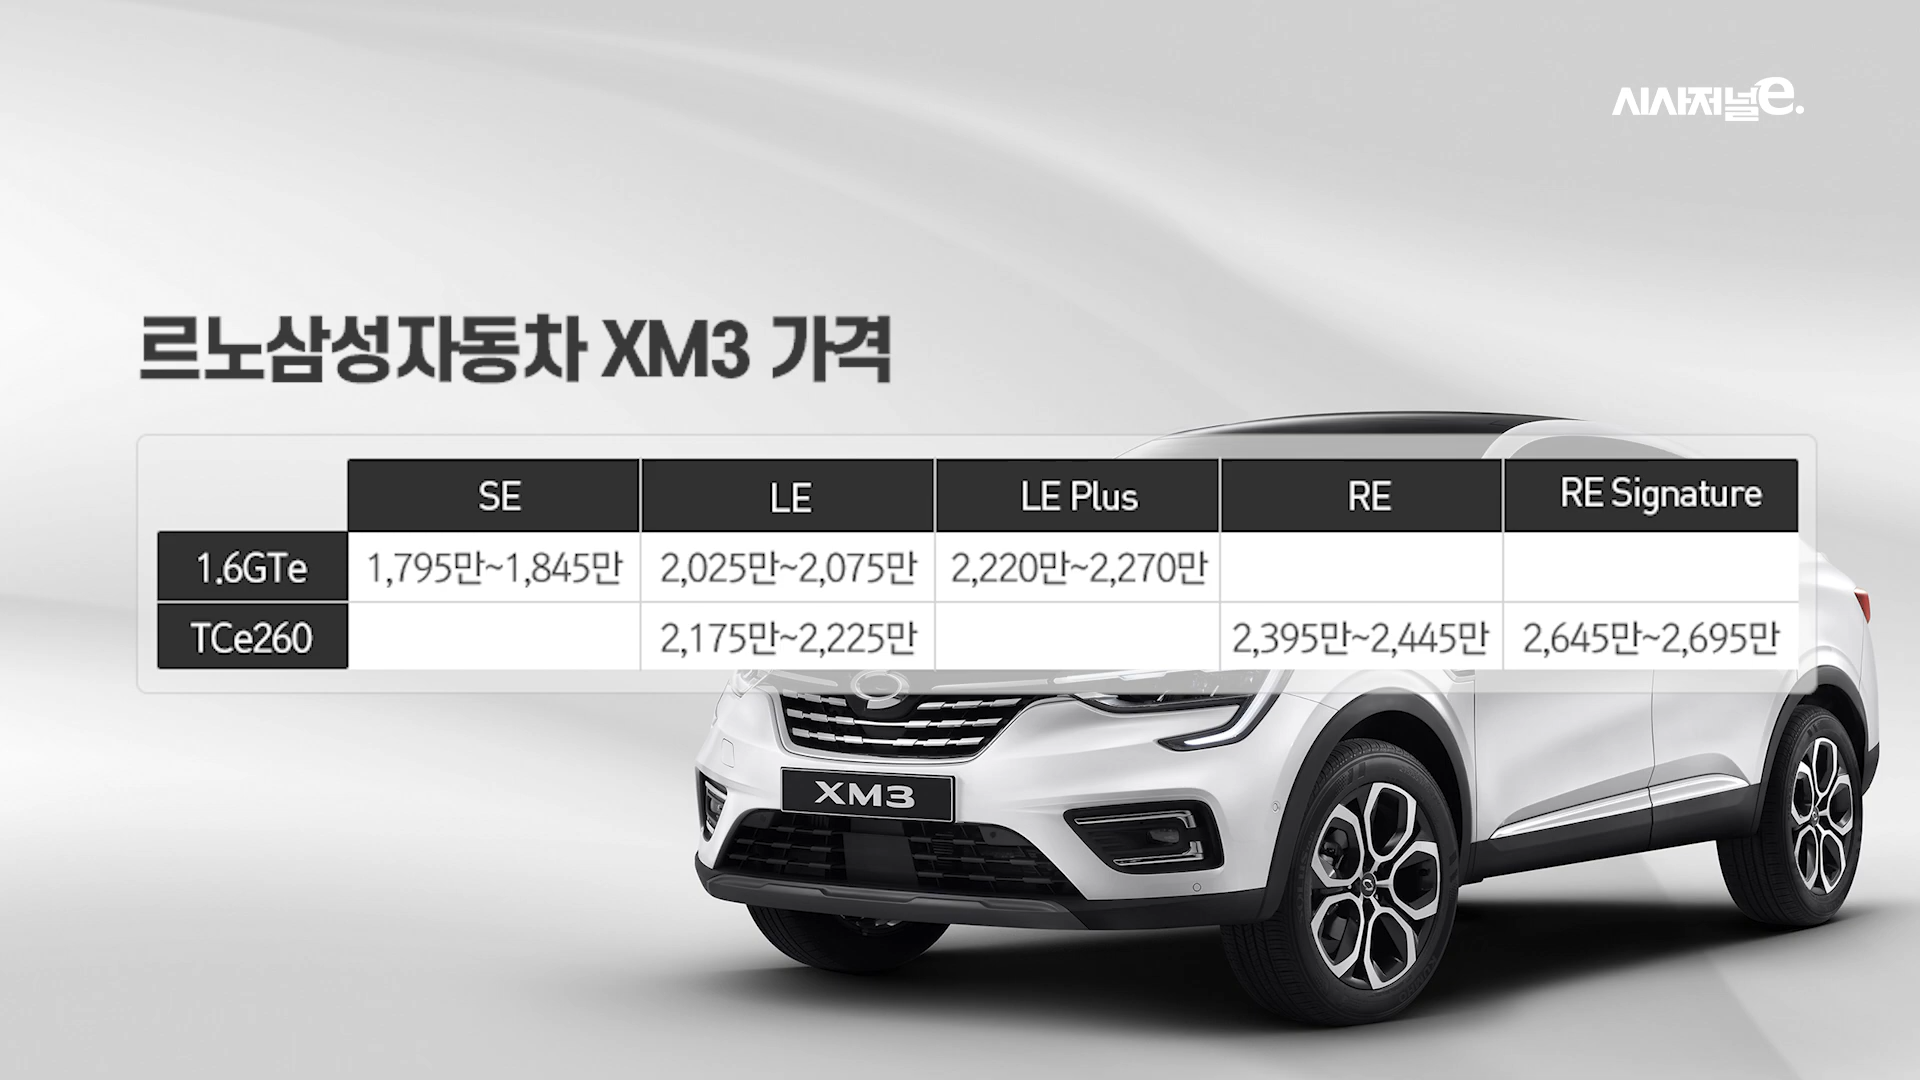 시사저널e.
르노삼성자동차 XM3 가격
SE LE LE Plus RE RE Signature
1.6GTe 1,795만~1,845만 2,025만~2,075만 2,220만~2,270만
TCe260 2,175만~2,225만 2,395만~2,445만 2,645만~2,695만
XM3